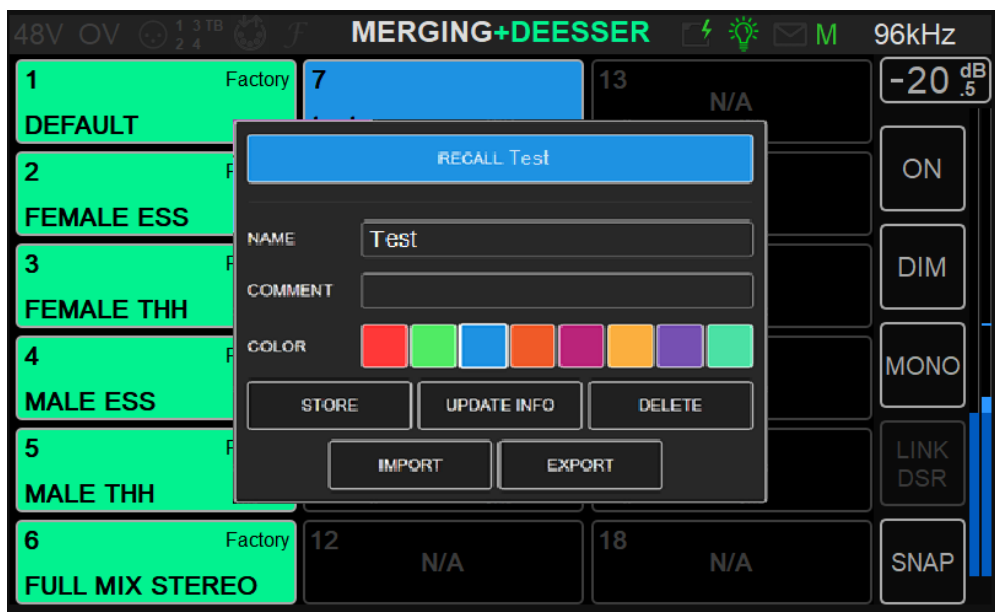 48V OV 1 3 TB 2 4 F MERGING+DEESSER M 96kHz
1 Factory
DEFAULT
7
13
N/A
-20 dB .5
RECALL Test
2
FEMALE ESS
ON
NAME Test
3
FEMALE THH
COMMENT
DIM
COLOR
4
MALE ESS
MONO
STORE UPDATE INFO DELETE
5
MALE THH
IMPORT EXPORT
LINK
DSR
6 Factory
FULL MIX STEREO
12
N/A
18
N/A
SNAP